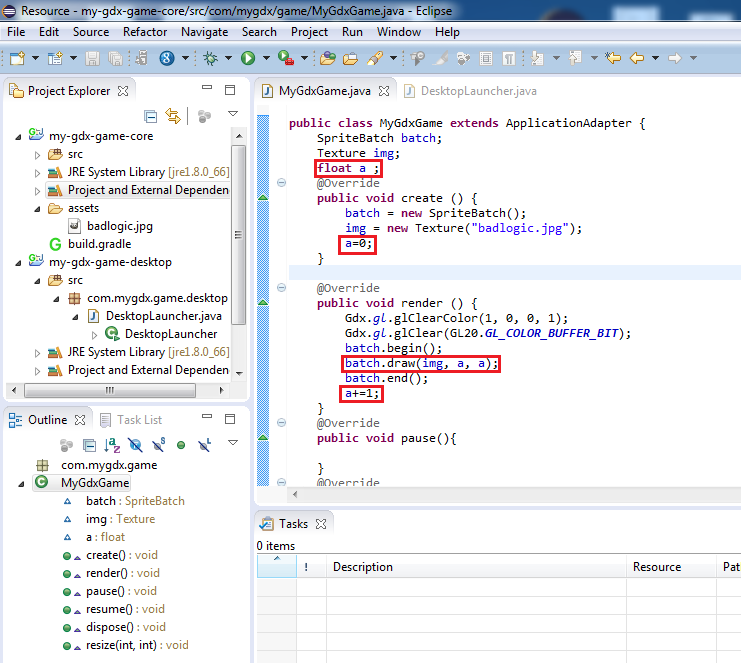 Resource - my-gdx-game-core/src/com/mygdx/game/MyGdxGame.java - Eclipse
File Edit Source Refactor Navigate Search Project Run Window Help
Project Explorer
my-gdx-game-core
src
JRE System Library [jre1.8.0_66]
Project and External Dependen
assets
badlogic.jpg
build.gradle
my-gdx-game-desktop
src
com.mygdx.game.desktop
DesktopLauncher.java
DesktopLauncher
JRE System Library [jre1.8.0_66]
Project and External Dependen
MyGdxGame.java DesktopLauncher.java
public class MyGdxGame extends ApplicationAdapter {
SpriteBatch batch;
Texture img;
float a ;
@Override
public void create () {
batch = new SpriteBatch();
img = new Texture("badlogic.jpg");
a=0;
}
@Override
public void render () {
Gdx.gl.glClearColor(1, 0, 0, 1);
Gdx.gl.glClear(GL20.GL_COLOR_BUFFER_BIT);
batch.begin();
batch.draw(img, a, a);
batch.end();
a+=1;
}
@Override
public void pause(){
}
@Override
Outline Task List
com.mygdx.game
MyGdxGame
batch : SpriteBatch
img : Texture
a : float
create() : void
render() : void
pause() : void
resume() : void
dispose() : void
resize(int, int) : void
Tasks
0 items
! Description Resource Pat